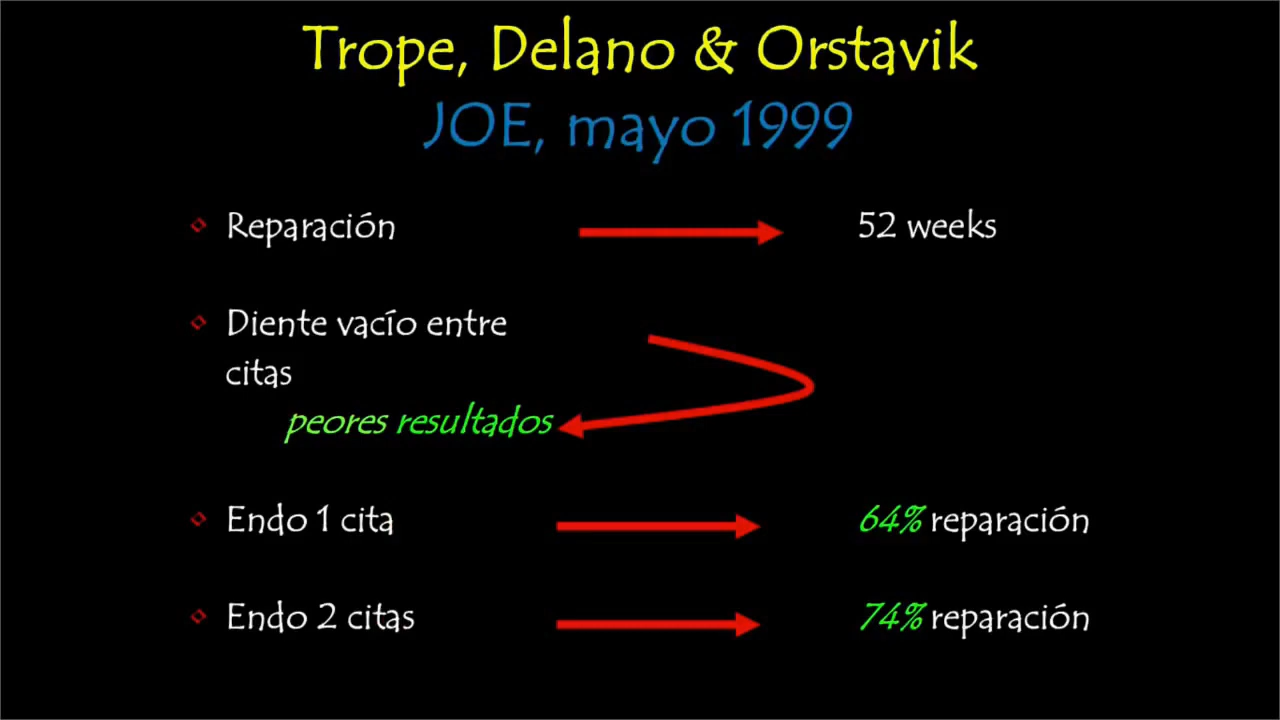 Trope, Delano & Orstavik
JOE, mayo 1999
Reparación 52 weeks
Diente vacío entre
citas
peores resultados
Endo 1 cita 64% reparación
Endo 2 citas 74% reparación